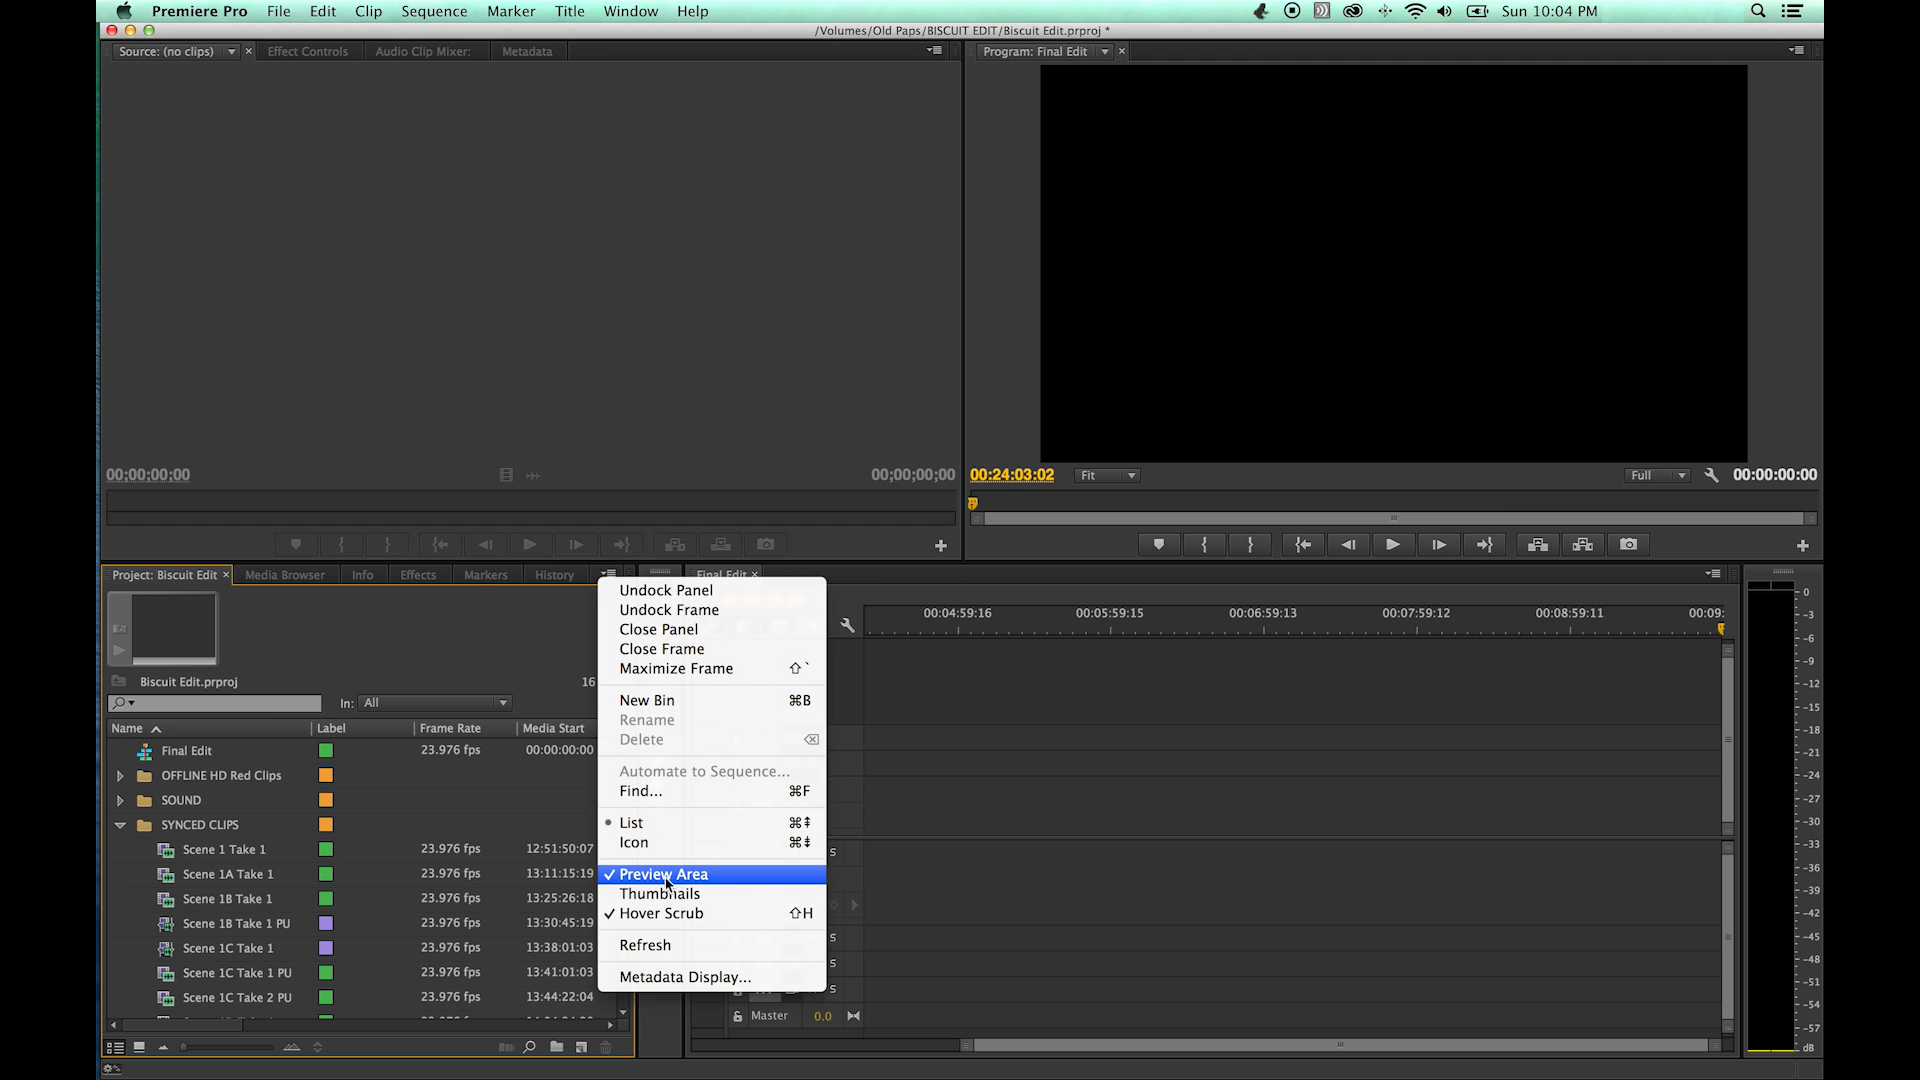 Premiere Pro File Edit Clip Sequence Marker Title Window Help Sun 10:04 PM
/Volumes/Old Paps/BISCUIT EDIT/Biscuit Edit.prproj *
Source: (no clips) Effect Controls Audio Clip Mixer: Metadata
Program: Final Edit
00;00;00;00 00;00;00;00
00:24:03:02 Fit Full 00:00:00:00
Project: Biscuit Edit Media Browser Info Effects Markers History
Final Edit
Biscuit Edit.prproj 16
In: All
Name Label Frame Rate Media Start
Final Edit 23.976 fps 00:00:00:00
OFFLINE HD Red Clips
SOUND
SYNCED CLIPS
Scene 1 Take 1 23.976 fps 12:51:50:07
Scene 1A Take 1 23.976 fps 13:11:15:19
Scene 1B Take 1 23.976 fps 13:25:26:18
Scene 1B Take 1 PU 23.976 fps 13:30:45:19
Scene 1C Take 1 23.976 fps 13:38:01:03
Scene 1C Take 1 PU 23.976 fps 13:41:01:03
Scene 1C Take 2 PU 23.976 fps 13:44:22:04
Undock Panel
Undock Frame
Close Panel
Close Frame
Maximize Frame ⇧`
New Bin ⌘B
Rename
Delete ⌫
Automate to Sequence...
Find... ⌘F
List ⌘⇞
Icon ⌘⇟
✓ Preview Area
Thumbnails
✓ Hover Scrub ⇧H
Refresh
Metadata Display...
00:04:59:16 00:05:59:15 00:06:59:13 00:07:59:12 00:08:59:11 00:09:
S
S
S
S
Master 0.0
0
-3
-6
-9
-12
-15
-18
-21
-24
-27
-30
-33
-36
-39
-42
-45
-48
-51
-54
-57
dB